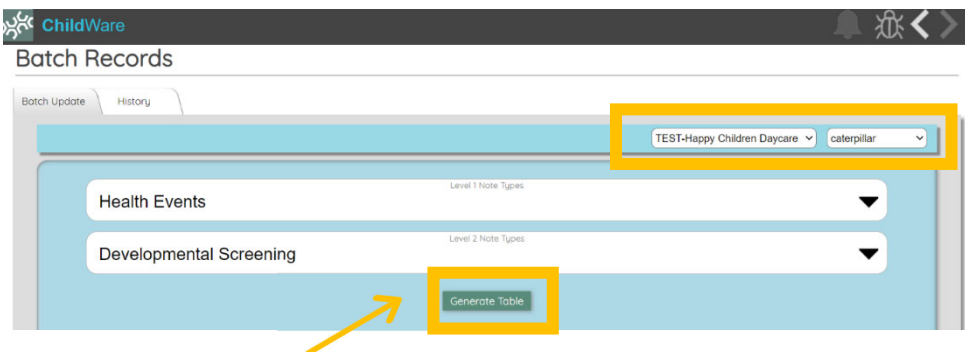 ChildWare
Batch Records
Batch Update History
TEST-Happy Children Daycare caterpillar
Level 1 Note Types
Health Events
Level 2 Note Types
Developmental Screening
Generate Table